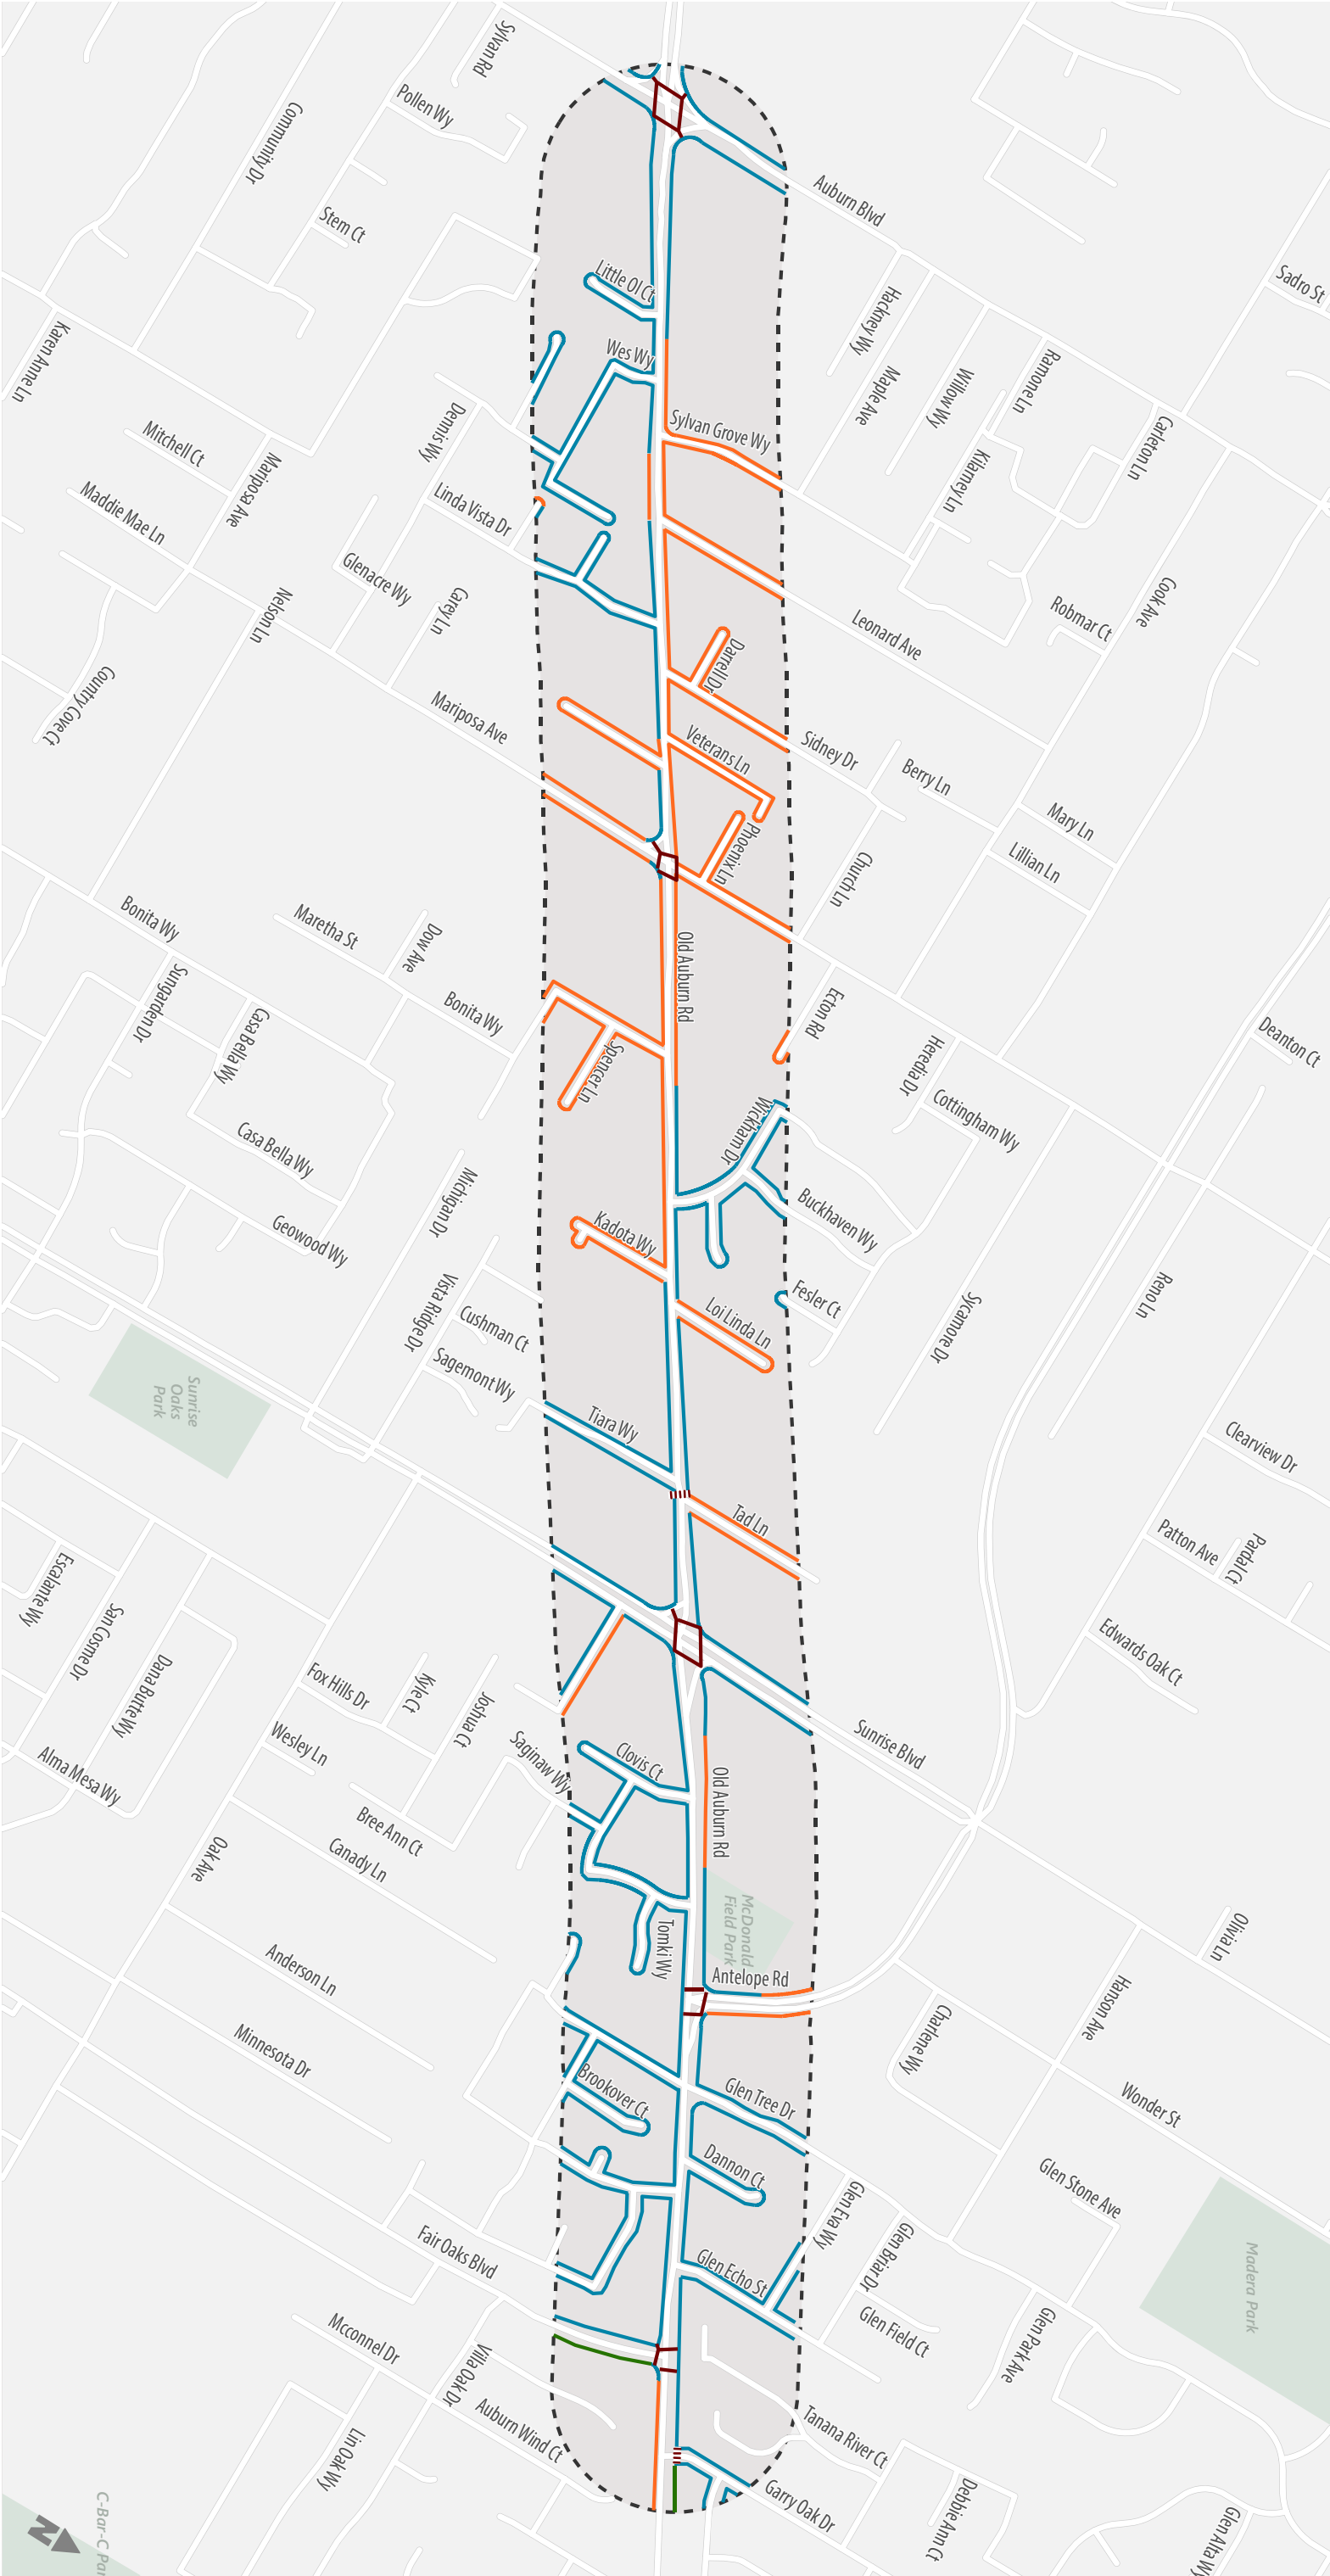 Sylvan Rd
Pollen Wy
Community Dr
Stem Ct
Auburn Blvd
Little Ol Ct
Sadro St
Hackney Wy
Karen Anne Ln
Wes Wy
Ramone Ln
Willow Wy
Maple Ave
Dennis Wy
Sylvan Grove Wy
Carleton Ln
Mitchell Ct
Mariposa Ave
Kilarney Ln
Maddie Mae Ln
Linda Vista Dr
Glenacre Wy
Nelson Ln
Carey Ln
Cook Ave
Robmar Ct
Leonard Ave
Darrell Dr
Country Cove Ct
Mariposa Ave
Veterans Ln
Sidney Dr
Berry Ln
Mary Ln
Phoenix Ln
Lillian Ln
Church Ln
Bonita Wy
Maretha St
Dow Ave
Old Auburn Rd
Sungarden Dr
Bonita Wy
Casa Bella Wy
Ecton Rd
Deanton Ct
Spencer Ln
Heredia Dr
Cottingham Wy
Wickham Dr
Casa Bella Wy
Michigan Dr
Buckhaven Wy
Geowood Wy
Kadota Wy
Reno Ln
Vista Ridge Dr
Fesler Ct
Sycamore Dr
Cushman Ct
Loi Linda Ln
Sagemont Wy
Sunrise
Oaks
Park
Tiara Wy
Clearview Dr
Tad Ln
Patton Ave
Pardal Ct
Escalante Wy
San Cosme Dr
Edwards Oak Ct
Dana Butte Wy
Fox Hills Dr
Kyle Ct
Joshua Ct
Wesley Ln
Saginaw Wy
Clovis Ct
Sunrise Blvd
Alma Mesa Wy
Old Auburn Rd
Bree Ann Ct
Oak Ave
Canady Ln
McDonald
Field Park
Olivia Ln
Tomki Wy
Anderson Ln
Antelope Rd
Hanson Ave
Charlene Wy
Minnesota Dr
Brookover Ct
Glen Tree Dr
Wonder St
Dannon Ct
Glen Stone Ave
Glen Eva Wy
Fair Oaks Blvd
Glen Briar Dr
Glen Echo St
Madera Park
Glen Field Ct
Glen Park Ave
Mcconnel Dr
Villa Oak Dr
Auburn Wind Ct
Tanana River Ct
Lin Oak Wy
Garry Oak Dr
Debbie Ann Ct
Glen Alta Wy
C-Bar-C Par
N